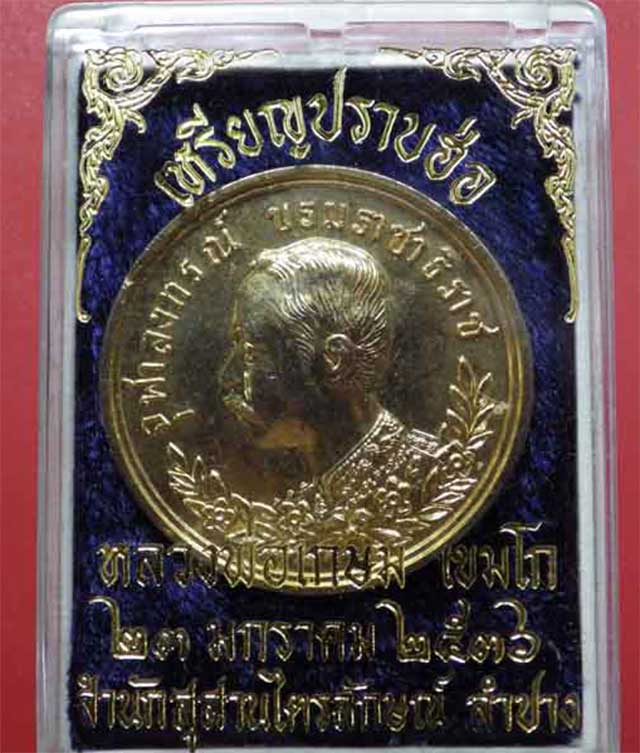 เหรียญปราบฮ่อ
จุฬาลงกรณ์ บรมราชาธิราช
หลวงพ่อเกษม เขมโก
๒๓ มกราคม ๒๕๓๖
สำนักสุสานไตรลักษณ์ ลำปาง